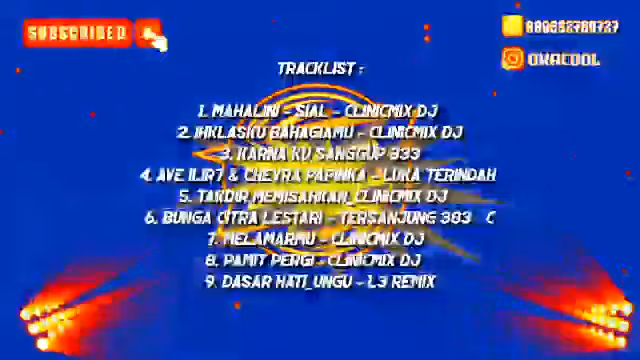 SUBSCRIBED
OKACOOL
TRACKLIST :
1. MAHALINI - SIAL - CLINICMIX DJ
2. IHKLASKU BAHAGIAMU - CLINICMIX DJ
3. KARNA KU SANGGUP 333
4. AVE ILIR7 & CHEVRA PAPINKA - LUKA TERINDAH
5. TAKDIR MEMISAHKAN_CLINICMIX DJ
6. BUNGA CITRA LESTARI - TERSANJUNG 383 C
7. MELAMARMU - CLINICMIX DJ
8. PAMIT PERGI - CLINICMIX DJ
9. DASAR HATI_UNGU - L3 REMIX